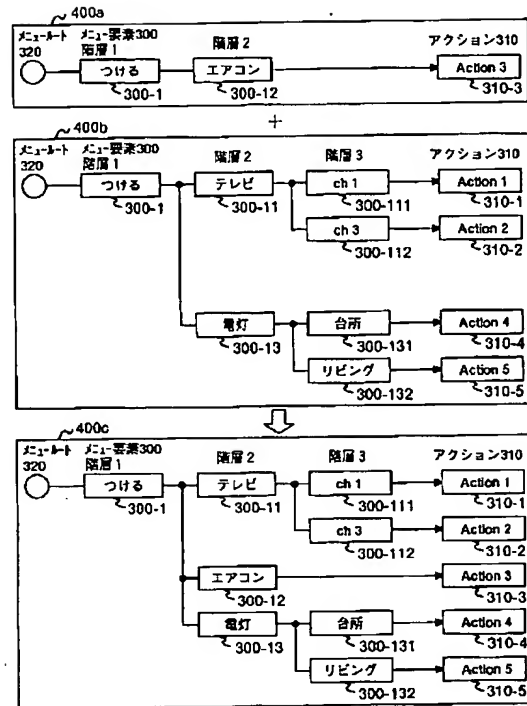 400a
メニュールート メニュー要素300 階層2 アクション310
320 階層1
つける エアコン Action 3
300-1 300-12 310-3
+
400b
メニュールート メニュー要素300 階層2 階層3 アクション310
320 階層1
つける テレビ ch 1 Action 1
300-1 300-11 300-111 310-1
ch 3 Action 2
300-112 310-2
電灯 台所 Action 4
300-13 300-131 310-4
リビング Action 5
300-132 310-5
400c
メニュールート メニュー要素300 階層2 階層3 アクション310
320 階層1
つける テレビ ch 1 Action 1
300-1 300-11 300-111 310-1
ch 3 Action 2
300-112 310-2
エアコン Action 3
300-12 310-3
電灯 台所 Action 4
300-13 300-131 310-4
リビング Action 5
300-132 310-5